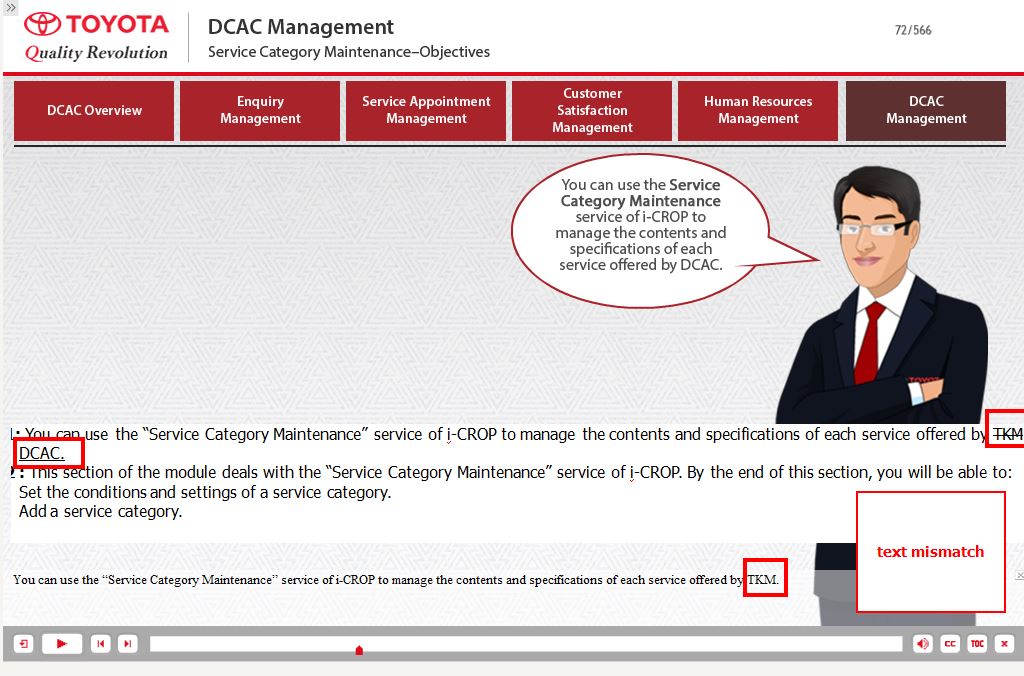 TOYOTA
Quality Revolution
DCAC Management
Service Category Maintenance–Objectives
72/566
DCAC Overview
Enquiry
Management
Service Appointment
Management
Customer
Satisfaction
Management
Human Resources
Management
DCAC
Management
You can use the Service
Category Maintenance
service of i-CROP to
manage the contents and
specifications of each
service offered by DCAC.
TOYOTA
: You can use the “Service Category Maintenance” service of i-CROP to manage the contents and specifications of each service offered by TKM
DCAC.
: This section of the module deals with the “Service Category Maintenance” service of i-CROP. By the end of this section, you will be able to:
Set the conditions and settings of a service category.
Add a service category.
text mismatch
You can use the “Service Category Maintenance” service of i-CROP to manage the contents and specifications of each service offered by TKM.
CC
TOC